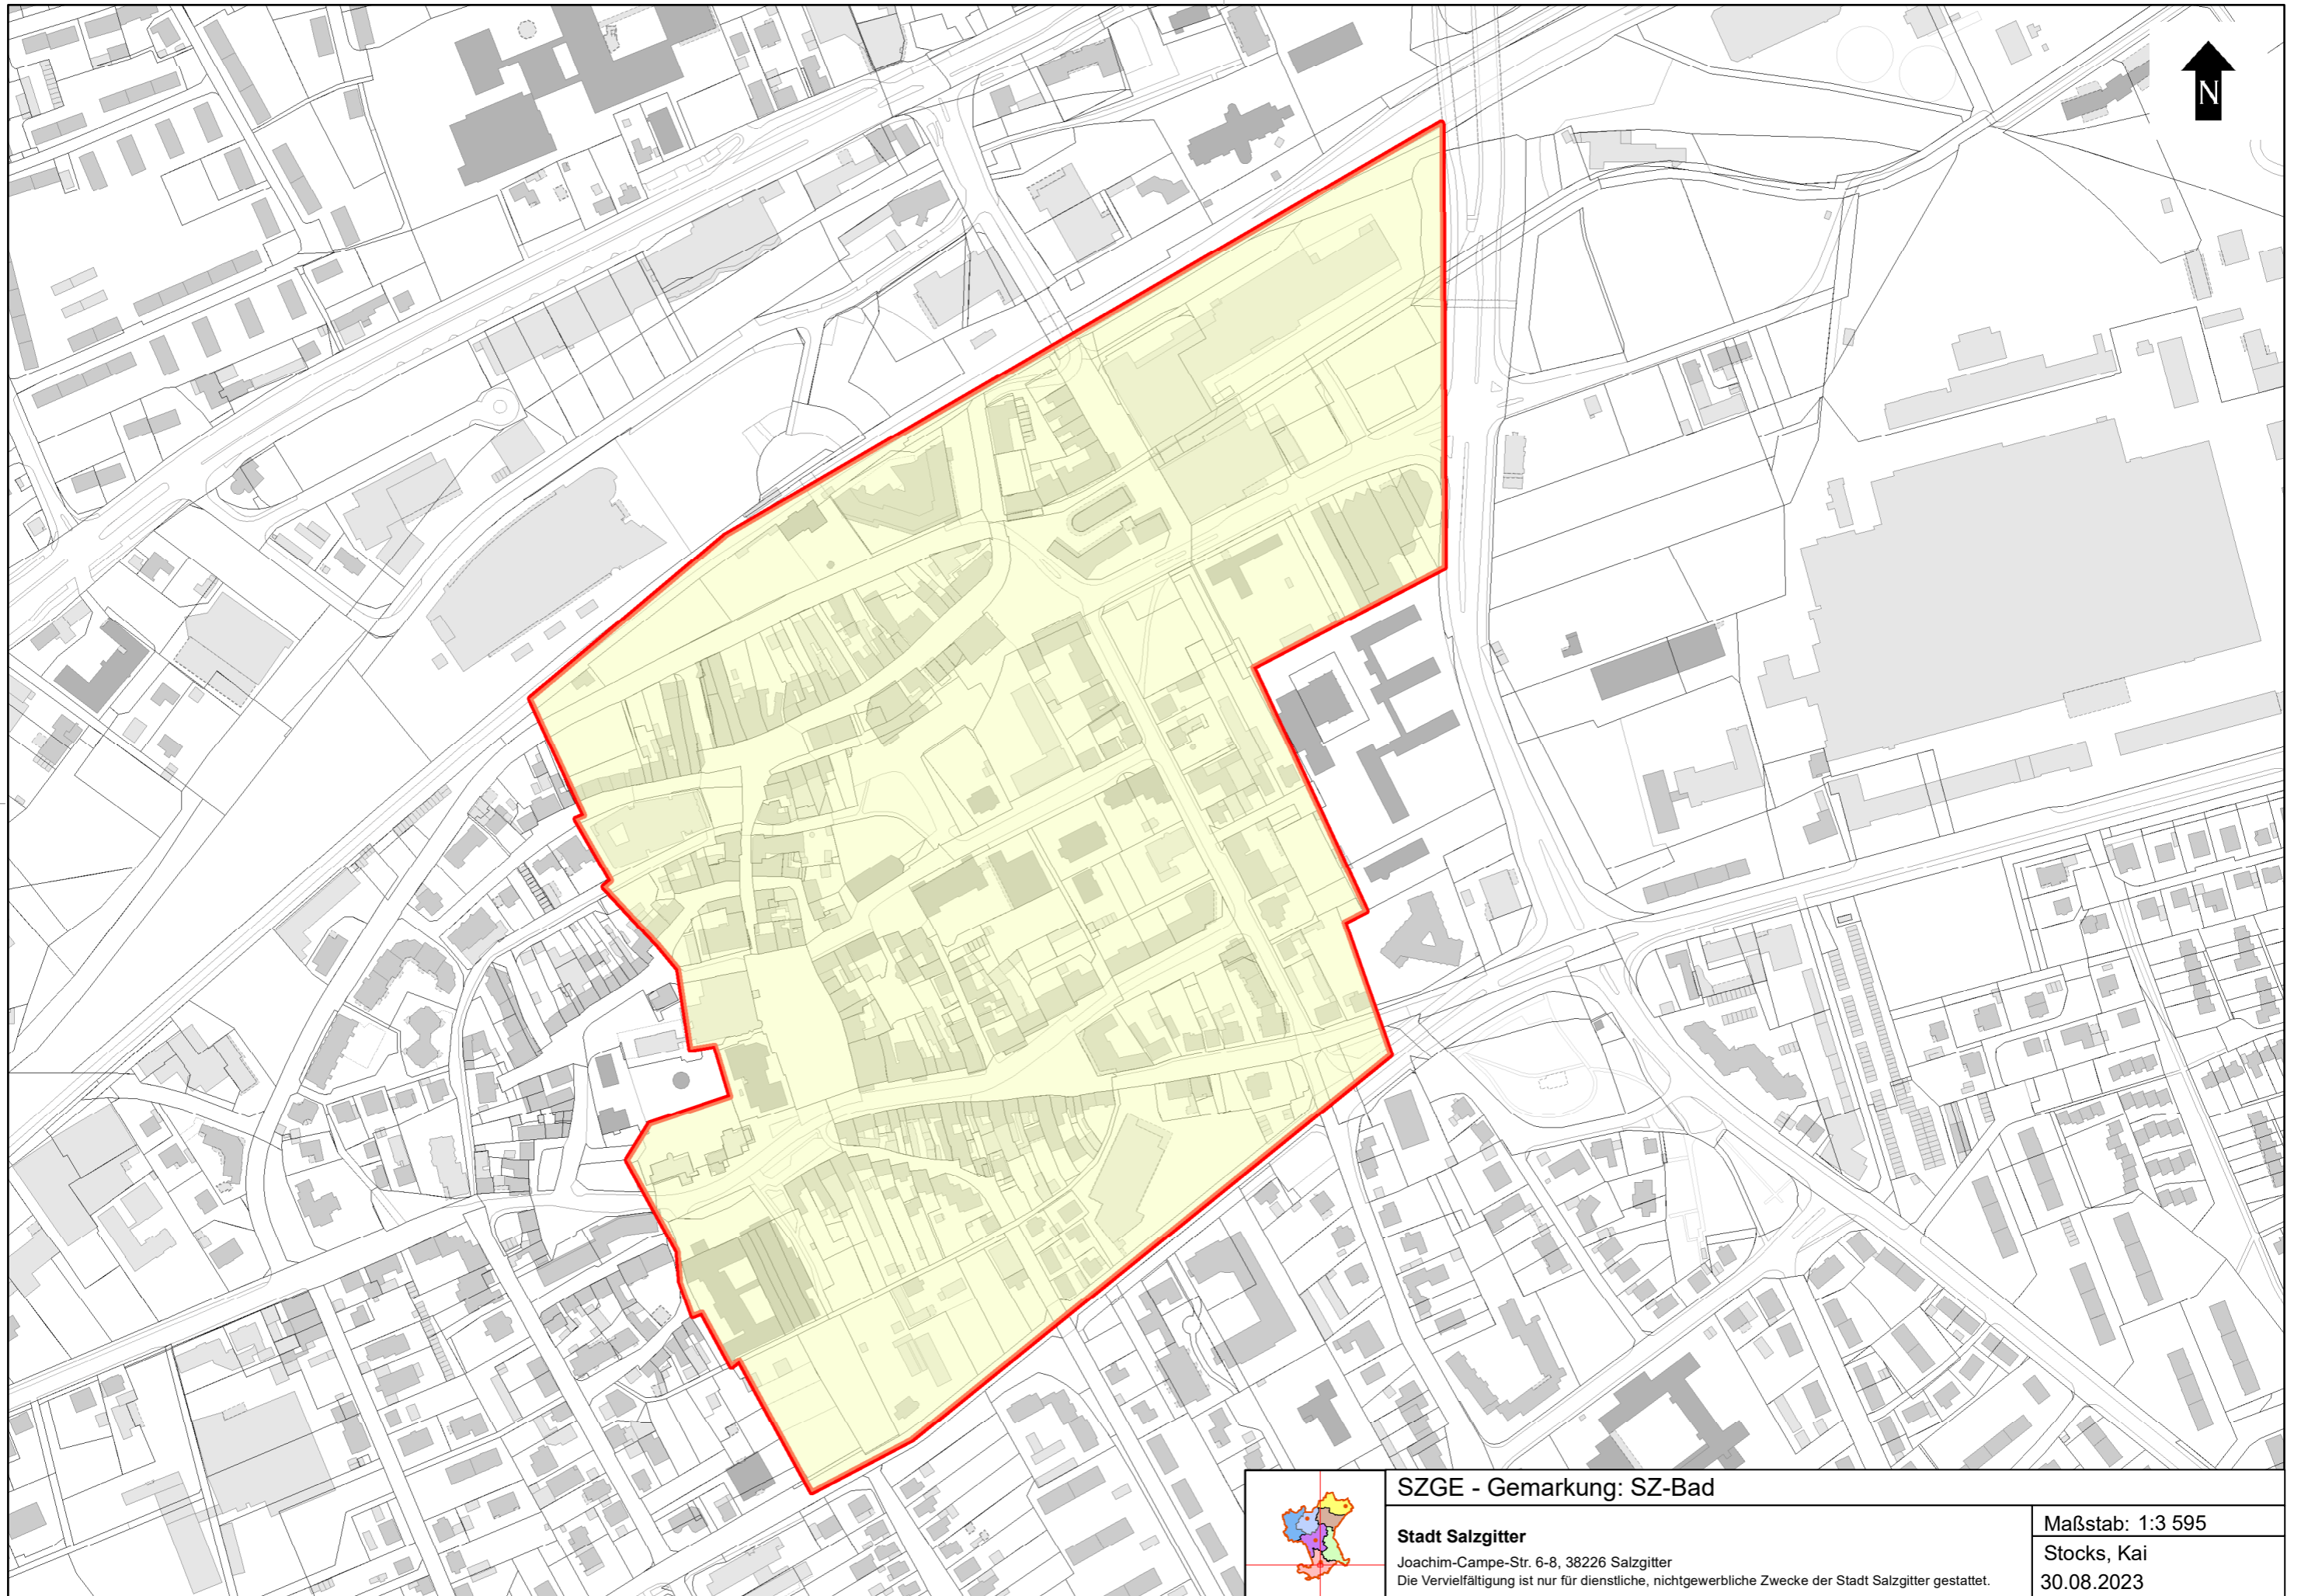 N
SZGE - Gemarkung: SZ-Bad
Stadt Salzgitter
Joachim-Campe-Str. 6-8, 38226 Salzgitter
Die Vervielfältigung ist nur für dienstliche, nichtgewerbliche Zwecke der Stadt Salzgitter gestattet.
Maßstab: 1:3 595
Stocks, Kai
30.08.2023